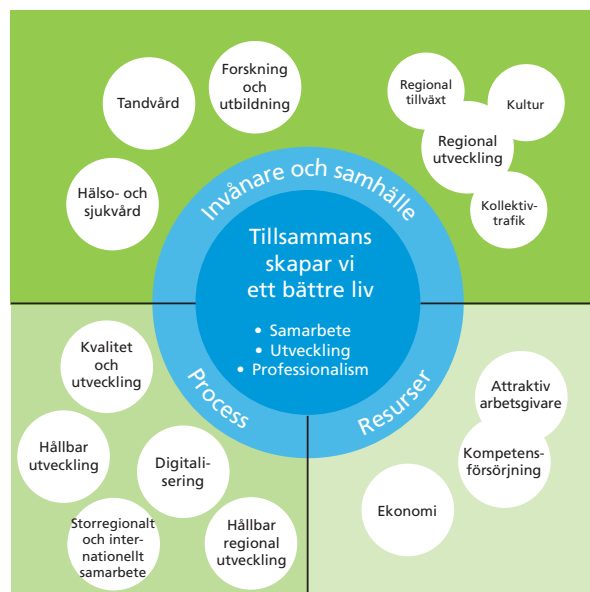 Forskning
och
utbildning
Tandvård
Hälso- och
sjukvård
Regional
tillväxt
Kultur
Regional
utveckling
Kollektiv-
trafik
Invånare och samhälle
Tillsammans
skapar vi
ett bättre liv
• Samarbete
• Utveckling
• Professionalism
Process
Resurser
Kvalitet
och
utveckling
Hållbar
utveckling
Digitali-
sering
Storregionalt
och inter-
nationellt
samarbete
Hållbar
regional
utveckling
Attraktiv
arbetsgivare
Kompetens-
försörjning
Ekonomi